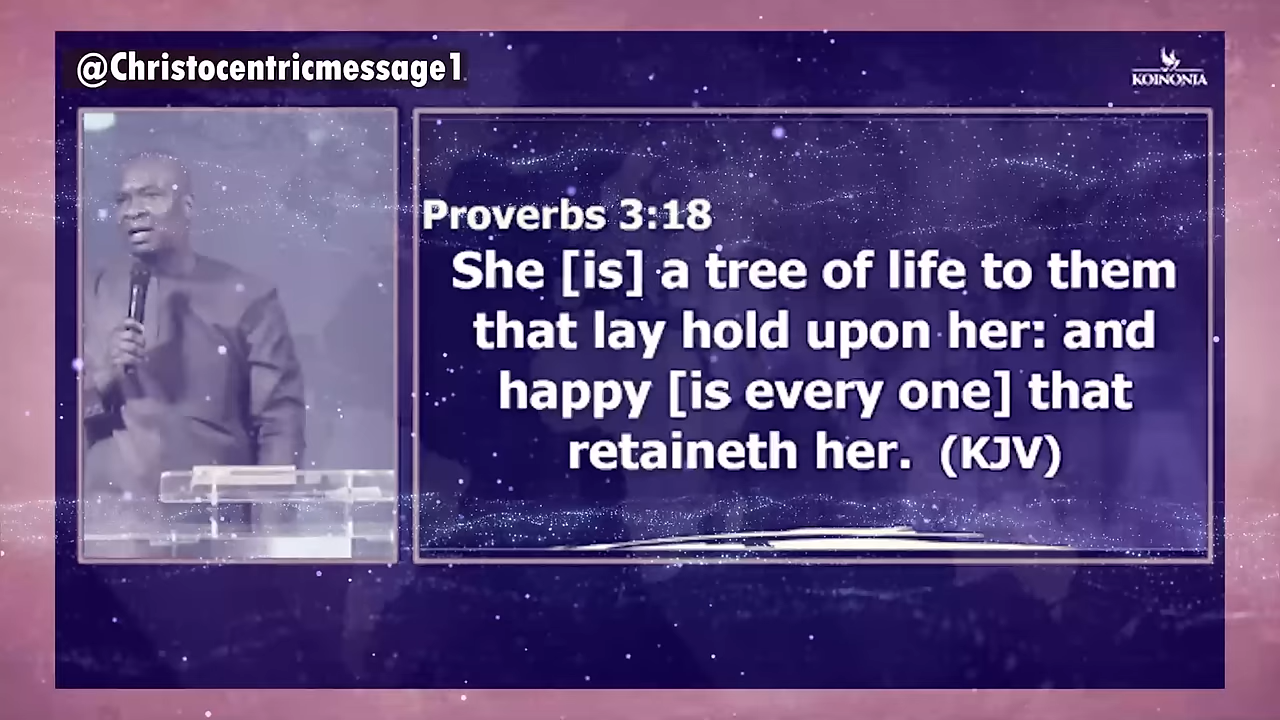 @Christocentricmessage1
KOINONIA
Proverbs 3:18
She [is] a tree of life to them
that lay hold upon her: and
happy [is every one] that
retaineth her. (KJV)